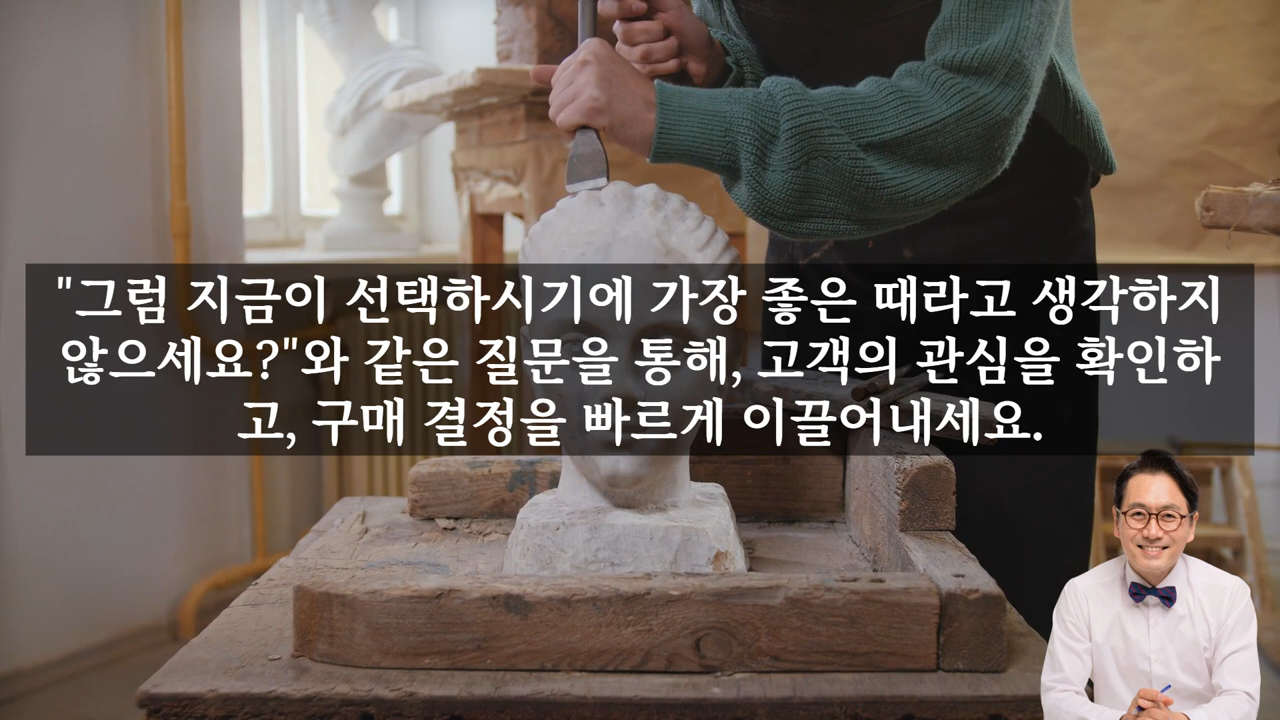 "그럼 지금이 선택하시기에 가장 좋은 때라고 생각하지
않으세요?"와 같은 질문을 통해, 고객의 관심을 확인하
고, 구매 결정을 빠르게 이끌어내세요.